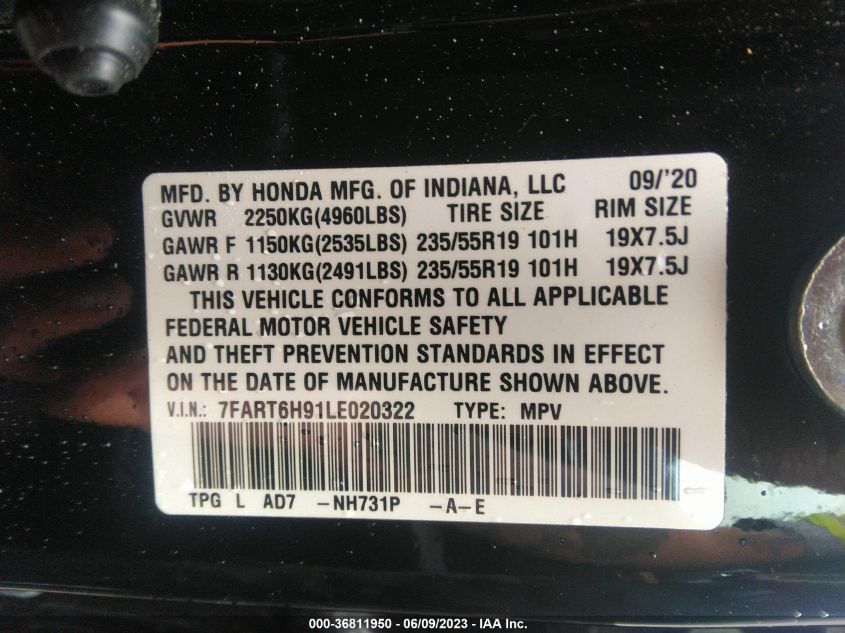 MFD. BY HONDA MFG. OF INDIANA, LLC 09/'20
GVWR 2250KG(4960LBS) TIRE SIZE RIM SIZE
GAWR F 1150KG(2535LBS) 235/55R19 101H 19X7.5J
GAWR R 1130KG(2491LBS) 235/55R19 101H 19X7.5J
THIS VEHICLE CONFORMS TO ALL APPLICABLE
FEDERAL MOTOR VEHICLE SAFETY
AND THEFT PREVENTION STANDARDS IN EFFECT
ON THE DATE OF MANUFACTURE SHOWN ABOVE.
V.I.N.: 7FART6H91LE020322 TYPE: MPV
TPG L AD7 -NH731P -A-E
000-36811950 - 06/09/2023 - IAA Inc.